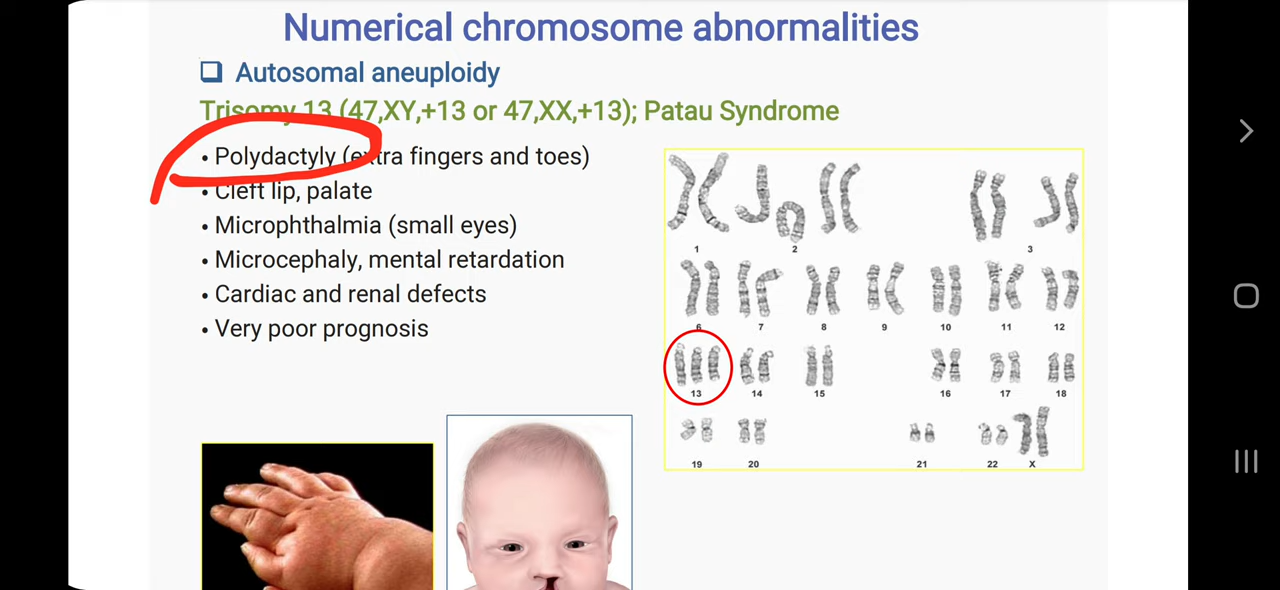 Numerical chromosome abnormalities
Autosomal aneuploidy
Trisomy 13 (47,XY,+13 or 47,XX,+13); Patau Syndrome
• Polydactyly (extra fingers and toes)
• Cleft lip, palate
• Microphthalmia (small eyes)
• Microcephaly, mental retardation
• Cardiac and renal defects
• Very poor prognosis
1 2 3
6 7 8 9 10 11 12
13 14 15 16 17 18
19 20 21 22 X